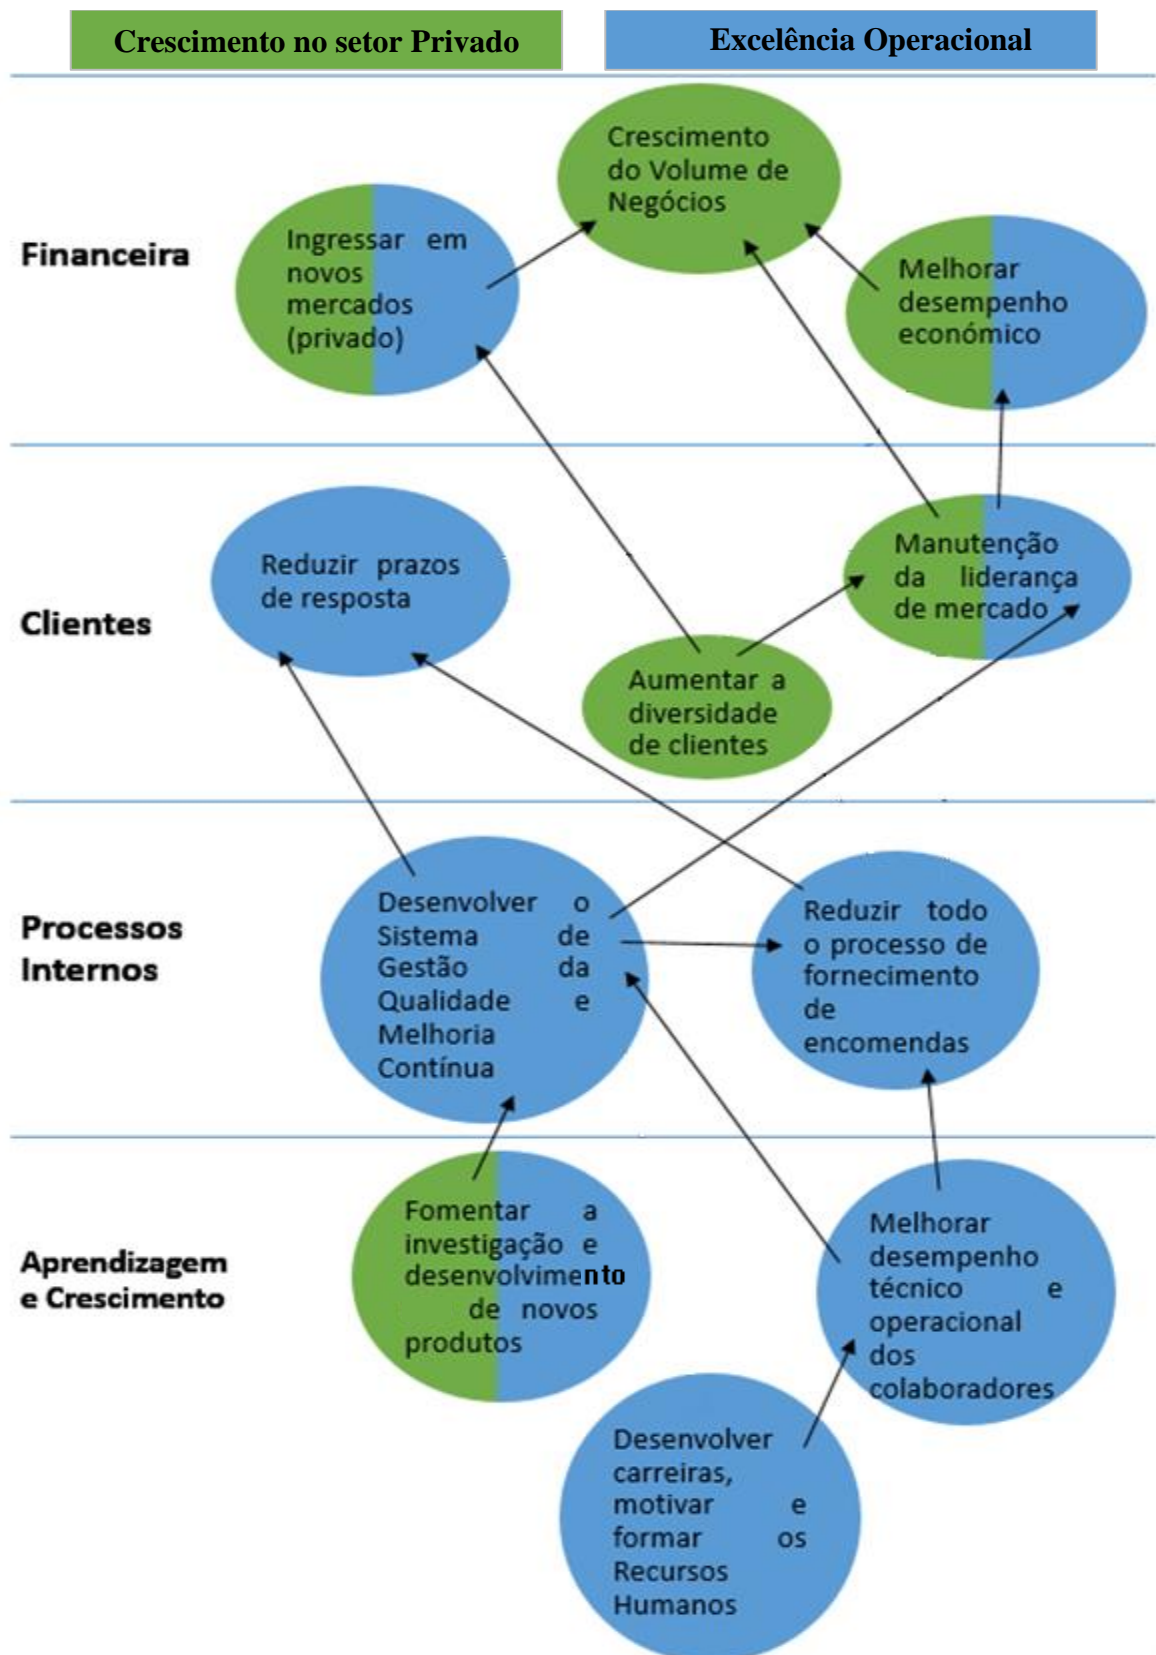 Crescimento no setor Privado
Excelência Operacional
Financeira
Crescimento
do Volume de
Negócios
Ingressar em
novos
mercados
(privado)
Melhorar
desempenho
económico
Clientes
Reduzir prazos
de resposta
Manutenção
da liderança
de mercado
Aumentar a
diversidade
de clientes
Processos
Internos
Desenvolver o
Sistema de
Gestão da
Qualidade e
Melhoria
Contínua
Reduzir todo
o processo de
fornecimento
de
encomendas
Aprendizagem
e Crescimento
Fomentar a
investigação e
desenvolvimento
de novos
produtos
Melhorar
desempenho
técnico e
operacional
dos
colaboradores
Desenvolver
carreiras,
motivar e
formar os
Recursos
Humanos